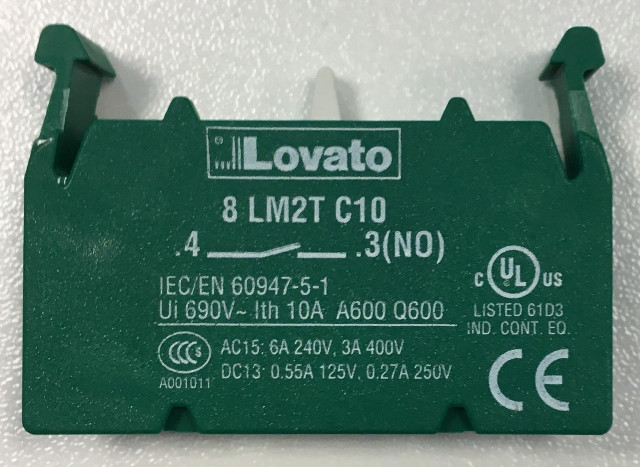 Lovato
8 LM2T C10
.4 .3(NO)
IEC/EN 60947-5-1
Ui 690V~ Ith 10A A600 Q600
C UL US
LISTED 61D3
IND. CONT. EQ.
CCC
A001011
AC15: 6A 240V, 3A 400V
DC13: 0.55A 125V, 0.27A 250V
CE